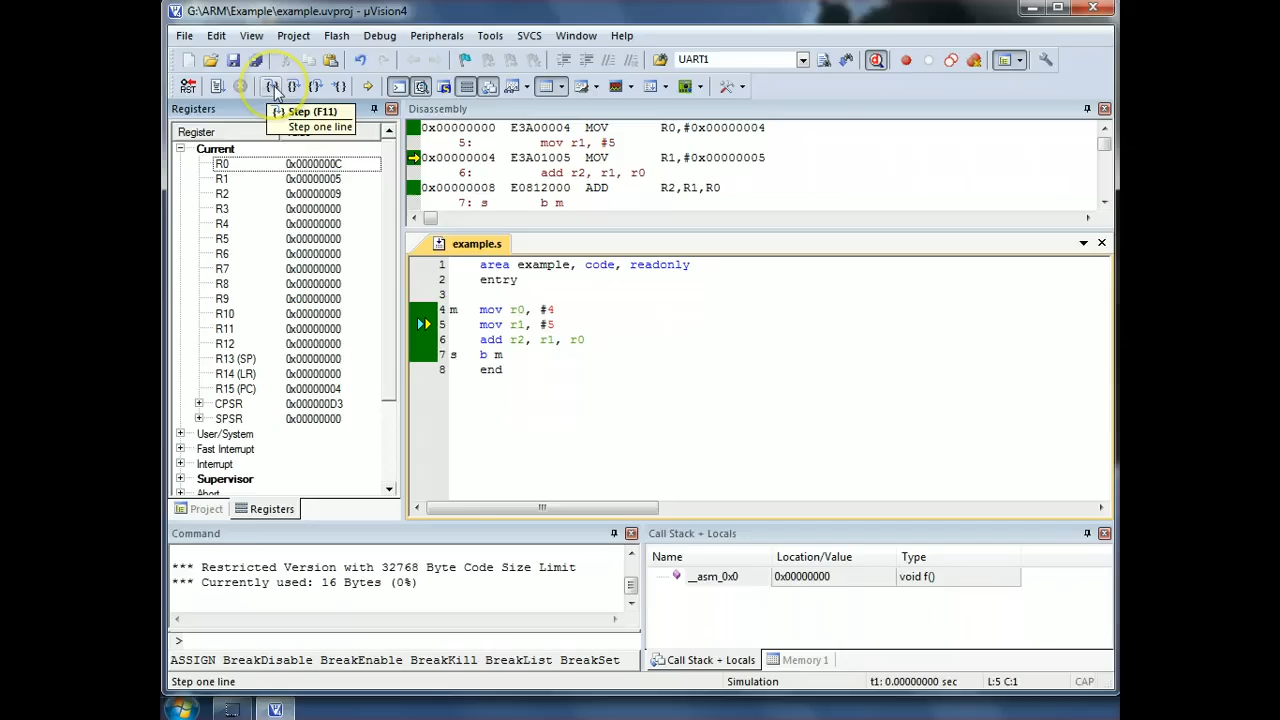 G:\ARM\Example\example.uvproj - µVision4
File Edit View Project Flash Debug Peripherals Tools SVCS Window Help
UART1
RST
Registers
Step (F11)
Step one line
Register
Current
R0 0x0000000C
R1 0x00000005
R2 0x00000009
R3 0x00000000
R4 0x00000000
R5 0x00000000
R6 0x00000000
R7 0x00000000
R8 0x00000000
R9 0x00000000
R10 0x00000000
R11 0x00000000
R12 0x00000000
R13 (SP) 0x00000000
R14 (LR) 0x00000000
R15 (PC) 0x00000004
CPSR 0x000000D3
SPSR 0x00000000
User/System
Fast Interrupt
Interrupt
Supervisor
Abort
Project Registers
Disassembly
0x00000000 E3A00004 MOV R0,#0x00000004
5: mov r1, #5
0x00000004 E3A01005 MOV R1,#0x00000005
6: add r2, r1, r0
0x00000008 E0812000 ADD R2,R1,R0
7: s b m
example.s
1 area example, code, readonly
2 entry
3
4 m mov r0, #4
5 mov r1, #5
6 add r2, r1, r0
7 s b m
8 end
Command
*** Restricted Version with 32768 Byte Code Size Limit
*** Currently used: 16 Bytes (0%)
>
ASSIGN BreakDisable BreakEnable BreakKill BreakList BreakSet
Call Stack + Locals
Name Location/Value Type
__asm_0x0 0x00000000 void f()
Call Stack + Locals Memory 1
Step one line Simulation t1: 0.00000000 sec L:5 C:1 CAP